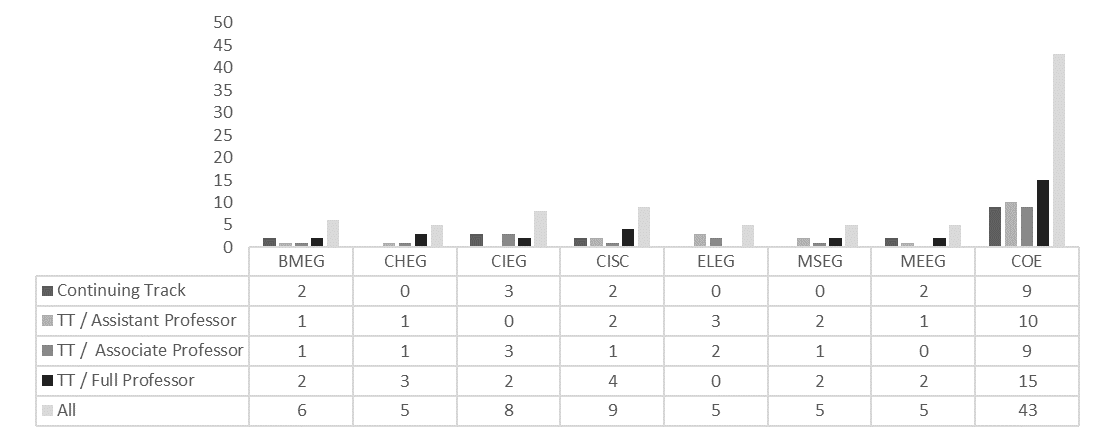 50
45
40
35
30
25
20
15
10
5
0
BMEG CHEG CIEG CISC ELEG MSEG MEEG COE
Continuing Track 2 0 3 2 0 0 2 9
TT / Assistant Professor 1 1 0 2 3 2 1 10
TT /  Associate Professor 1 1 3 1 2 1 0 9
TT / Full Professor 2 3 2 4 0 2 2 15
All 6 5 8 9 5 5 5 43